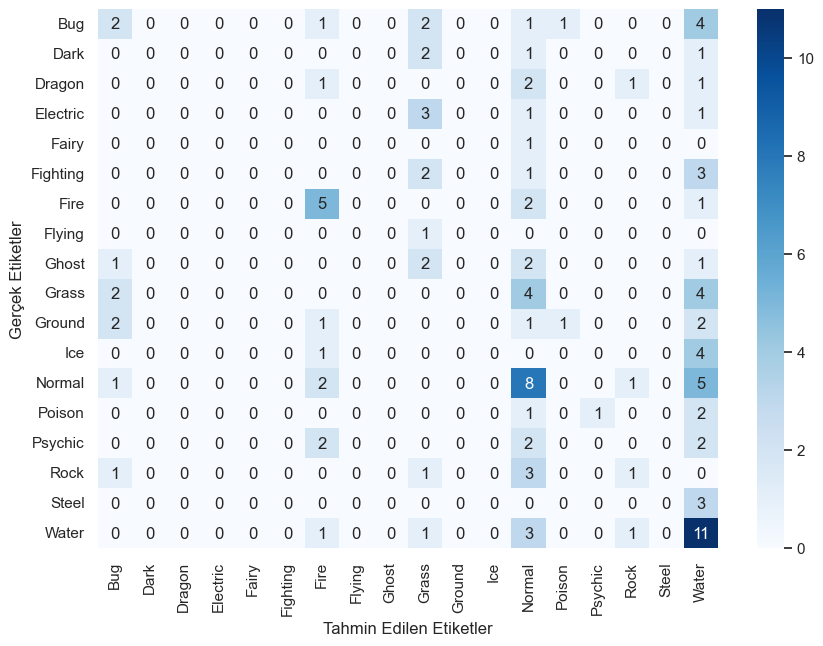 Bug 2 0 0 0 0 0 1 0 0 2 0 0 1 1 0 0 0 4
Dark 0 0 0 0 0 0 0 0 0 2 0 0 1 0 0 0 0 1
Dragon 0 0 0 0 0 0 1 0 0 0 0 0 2 0 0 1 0 1
Electric 0 0 0 0 0 0 0 0 0 3 0 0 1 0 0 0 0 1
Fairy 0 0 0 0 0 0 0 0 0 0 0 0 1 0 0 0 0 0
Fighting 0 0 0 0 0 0 0 0 0 2 0 0 1 0 0 0 0 3
Fire 0 0 0 0 0 0 5 0 0 0 0 0 2 0 0 0 0 1
Flying 0 0 0 0 0 0 0 0 0 1 0 0 0 0 0 0 0 0
Ghost 1 0 0 0 0 0 0 0 0 2 0 0 2 0 0 0 0 1
Grass 2 0 0 0 0 0 0 0 0 0 0 0 4 0 0 0 0 4
Ground 2 0 0 0 0 0 1 0 0 0 0 0 1 1 0 0 0 2
Ice 0 0 0 0 0 0 1 0 0 0 0 0 0 0 0 0 0 4
Normal 1 0 0 0 0 0 2 0 0 0 0 0 8 0 0 1 0 5
Poison 0 0 0 0 0 0 0 0 0 0 0 0 1 0 1 0 0 2
Psychic 0 0 0 0 0 0 2 0 0 0 0 0 2 0 0 0 0 2
Rock 1 0 0 0 0 0 0 0 0 1 0 0 3 0 0 1 0 0
Steel 0 0 0 0 0 0 0 0 0 0 0 0 0 0 0 0 0 3
Water 0 0 0 0 0 0 1 0 0 1 0 0 3 0 0 1 0 11
Bug Dark Dragon Electric Fairy Fighting Fire Flying Ghost Grass Ground Ice Normal Poison Psychic Rock Steel Water
Tahmin Edilen Etiketler
Gerçek Etiketler
10
8
6
4
2
0